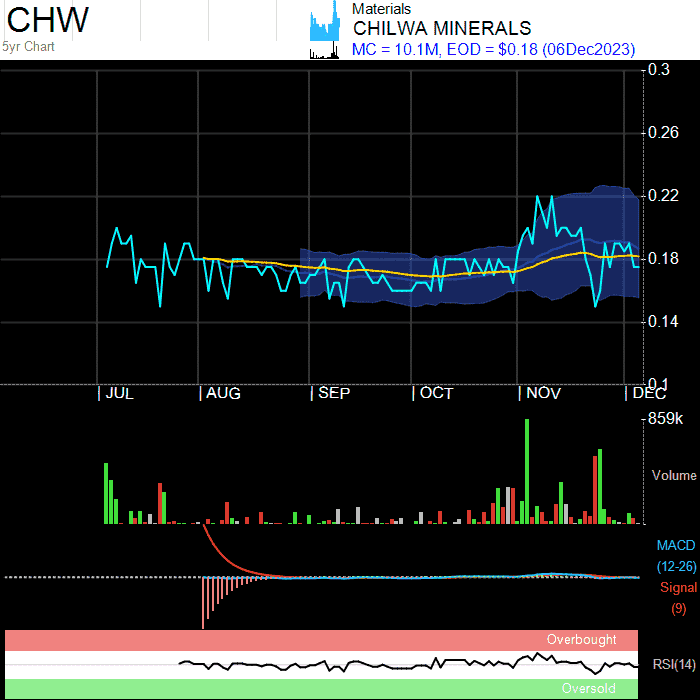 CHW
5yr Chart
Materials
CHILWA MINERALS
MC = 10.1M, EOD = $0.18 (06Dec2023)
0.3
0.26
0.22
0.18
0.14
0.1
JUL
AUG
SEP
OCT
NOV
DEC
859k
Volume
MACD
(12-26)
Signal
(9)
Overbought
RSI(14)
Oversold